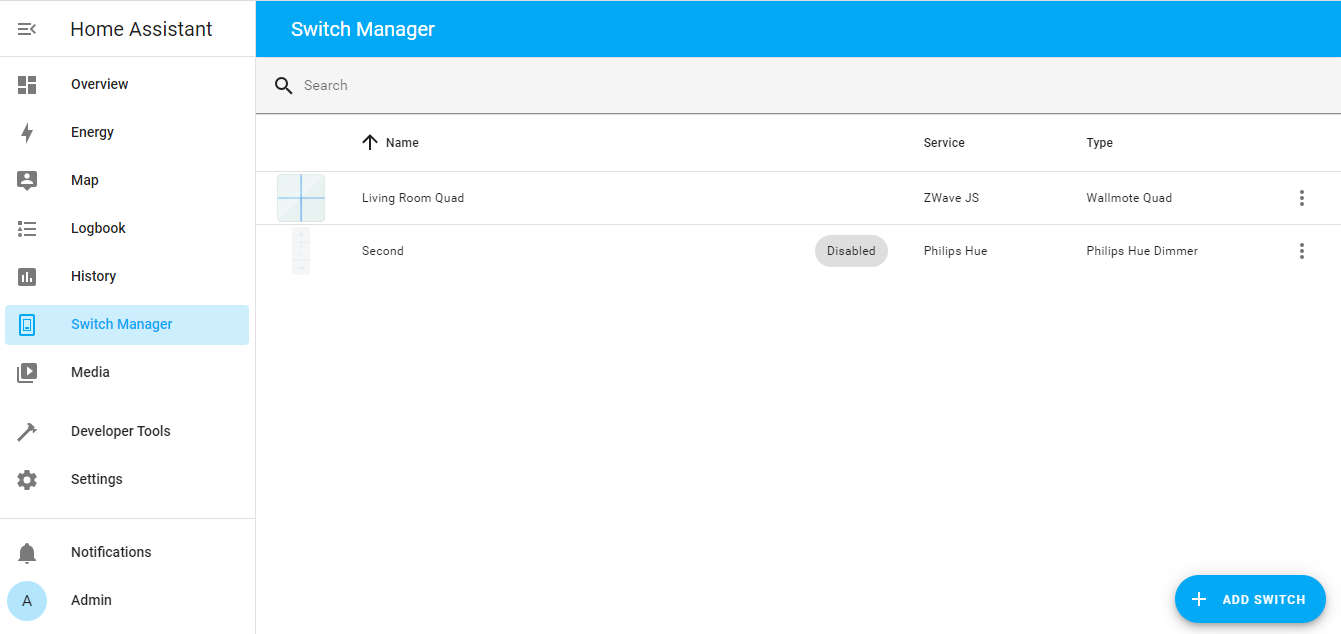 Home Assistant
Switch Manager
Overview
Energy
Map
Logbook
History
Switch Manager
Media
Developer Tools
Settings
Notifications
A Admin
Search
Name Service Type
Living Room Quad ZWave JS Wallmote Quad
Second Disabled Philips Hue Philips Hue Dimmer
ADD SWITCH